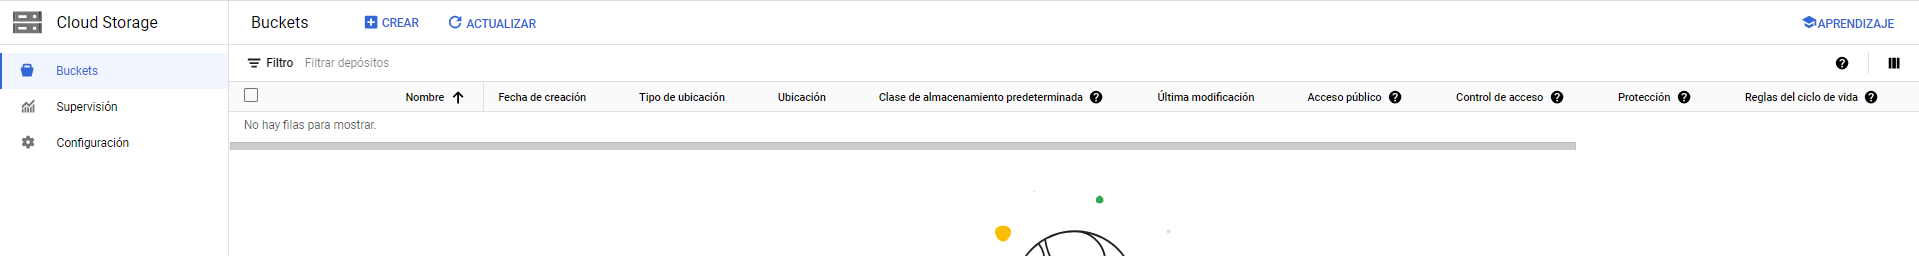 Cloud Storage
Buckets
CREAR
ACTUALIZAR
APRENDIZAJE
Buckets
Supervisión
Configuración
Filtro Filtrar depósitos
Nombre Fecha de creación Tipo de ubicación Ubicación Clase de almacenamiento predeterminada Última modificación Acceso público Control de acceso Protección Reglas del ciclo de vida
No hay filas para mostrar.